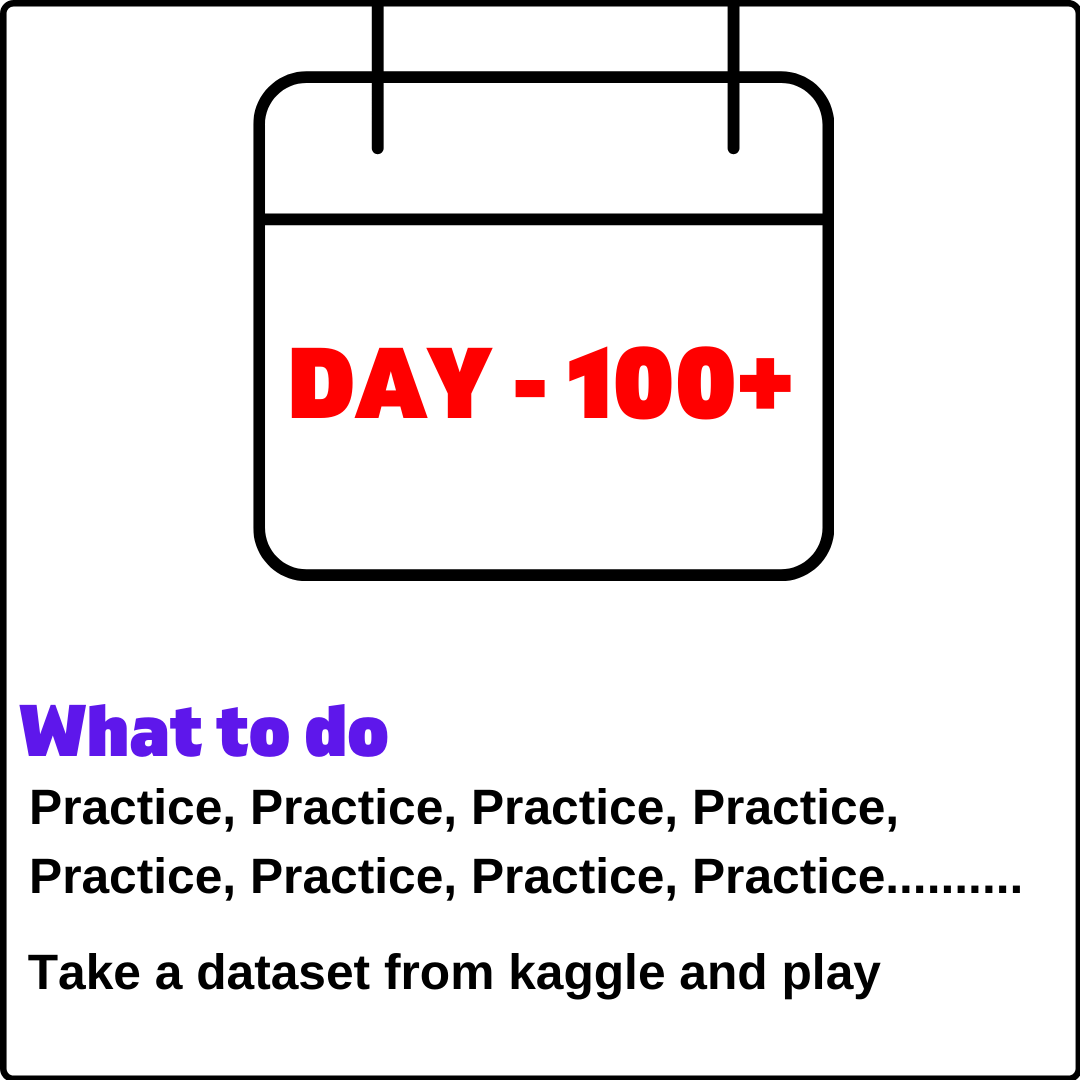 DAY - 100+
What to do
Practice, Practice, Practice, Practice,
Practice, Practice, Practice, Practice..........
Take a dataset from kaggle and play